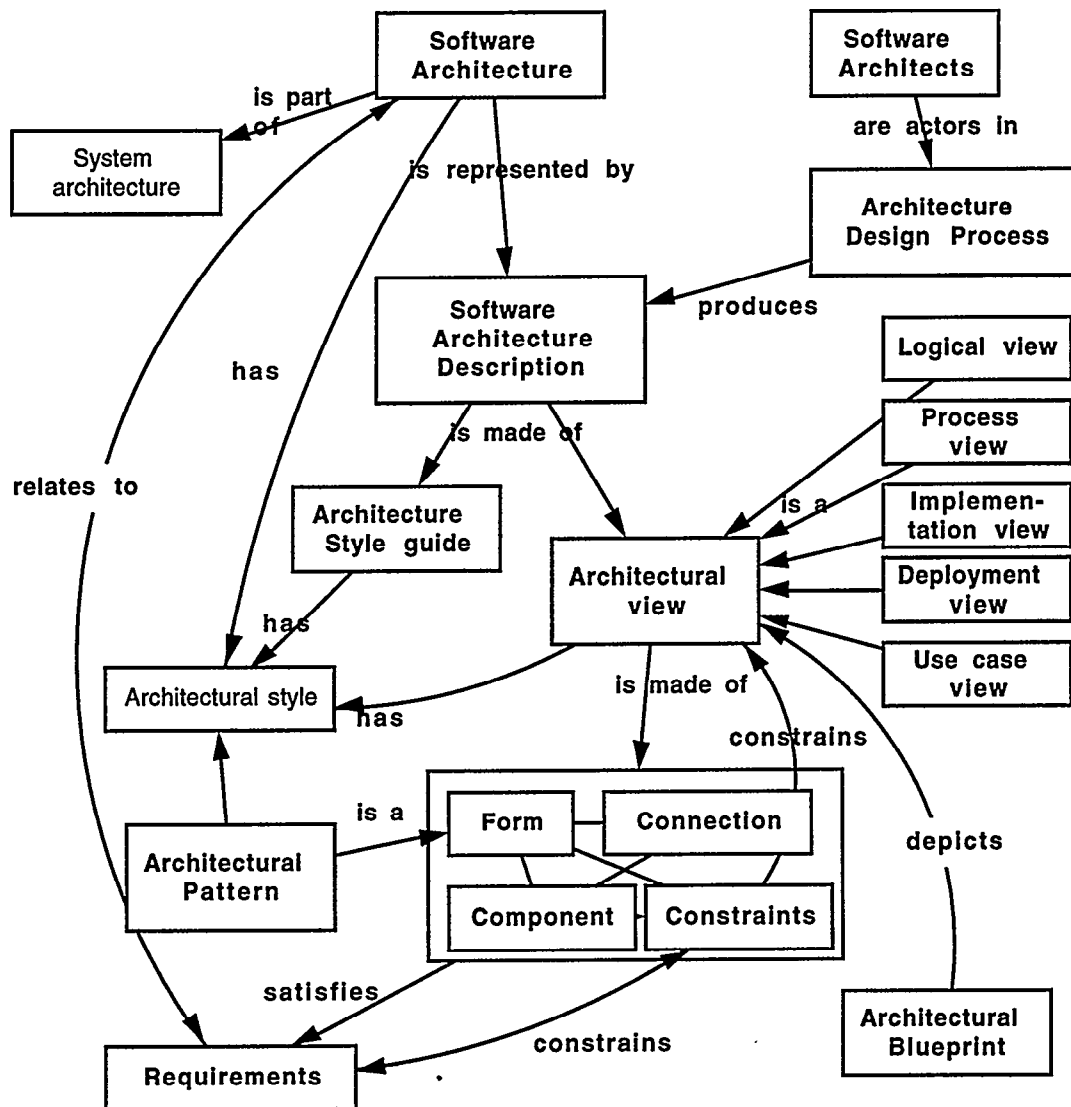 Software
Architecture
Software
Architects
is part
of
are actors in
System
architecture
is represented by
Architecture
Design Process
Software
Architecture
Description
produces
Logical view
has
Process
view
is made of
relates to
Architecture
Style guide
is a
Implemen-
tation view
Architectural
view
Deployment
view
has
Use case
view
Architectural style
is made of
has
constrains
is a
Form
Connection
depicts
Architectural
Pattern
Component
Constraints
satisfies
constrains
Architectural
Blueprint
Requirements